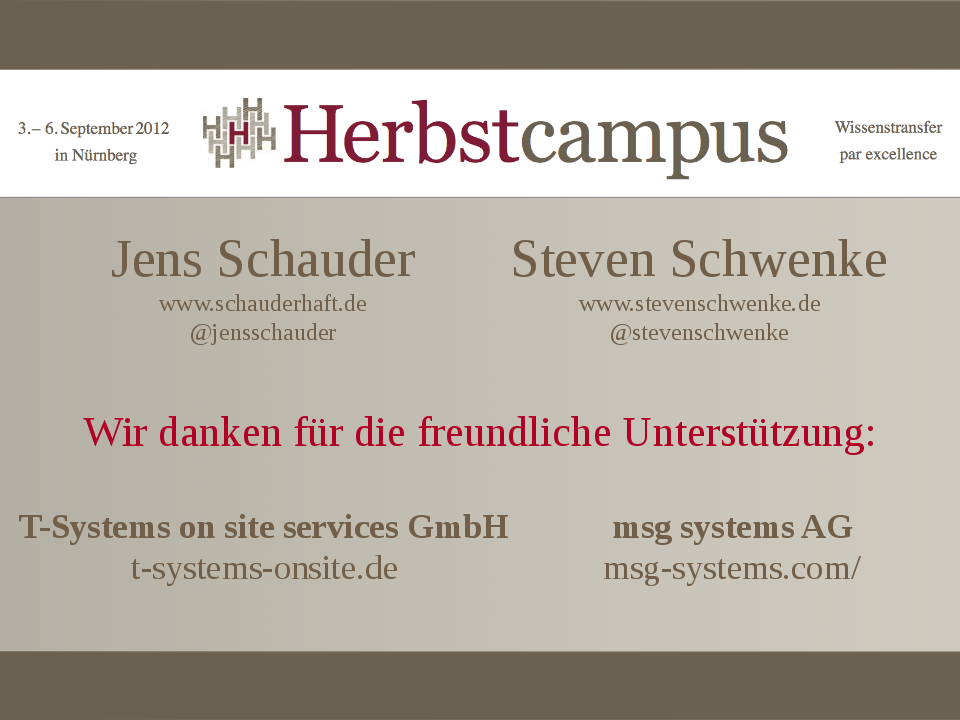 3.– 6. September 2012
in Nürnberg
Herbstcampus
Wissenstransfer
par excellence
Jens Schauder
www.schauderhaft.de
@jensschauder
Steven Schwenke
www.stevenschwenke.de
@stevenschwenke
Wir danken für die freundliche Unterstützung:
T-Systems on site services GmbH
t-systems-onsite.de
msg systems AG
msg-systems.com/